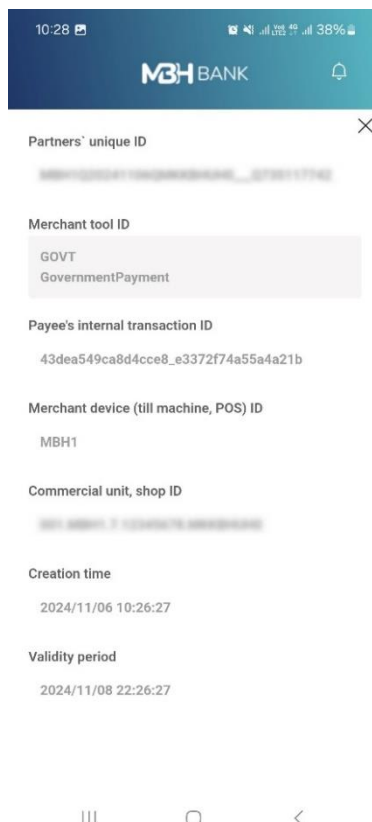 10:28
4G 38%
MBH BANK
Partners` unique ID
Merchant tool ID
GOVT
GovernmentPayment
Payee's internal transaction ID
43dea549ca8d4cce8_e3372f74a55a4a21b
Merchant device (till machine, POS) ID
MBH1
Commercial unit, shop ID
Creation time
2024/11/06 10:26:27
Validity period
2024/11/08 22:26:27